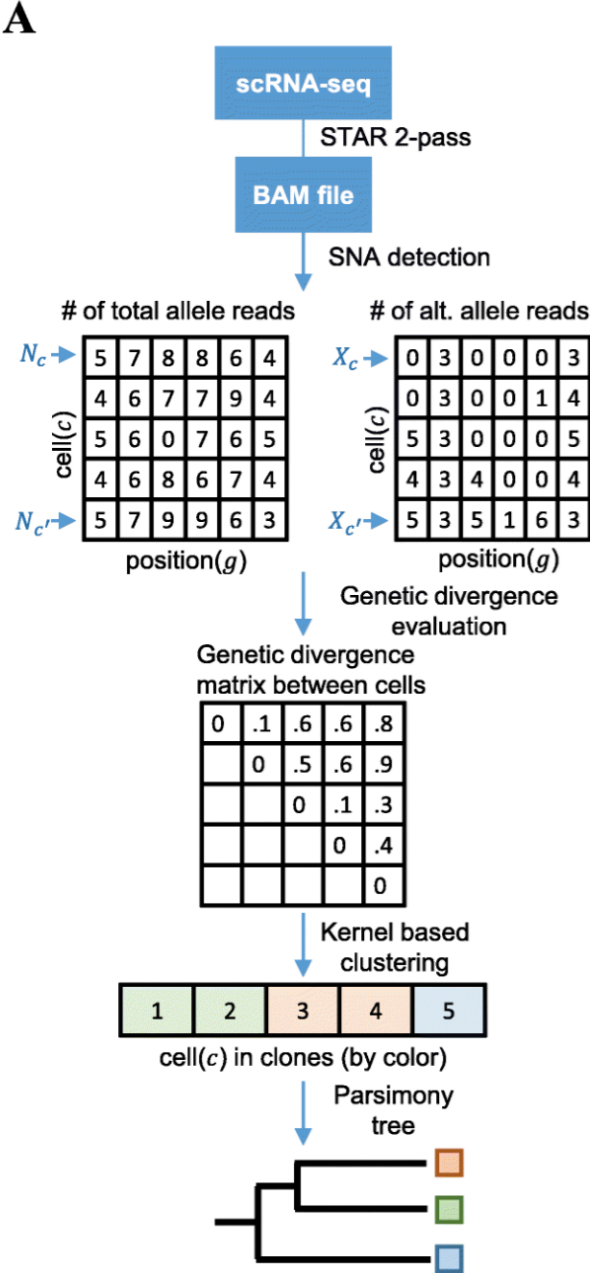 A
scRNA-seq
STAR 2-pass
BAM file
SNA detection
# of total allele reads
N_c
5 7 8 8 6 4
4 6 7 7 9 4
5 6 0 7 6 5
4 6 8 6 7 4
N_c'
5 7 9 9 6 3
cell(c)
position(g)
# of alt. allele reads
X_c
0 3 0 0 0 3
0 3 0 0 1 4
5 3 0 0 0 5
4 3 4 0 0 4
X_c'
5 3 5 1 6 3
cell(c)
position(g)
Genetic divergence
evaluation
Genetic divergence
matrix between cells
0 .1 .6 .6 .8
0 .5 .6 .9
0 .1 .3
0 .4
0
Kernel based
clustering
1 2 3 4 5
cell(c) in clones (by color)
Parsimony
tree